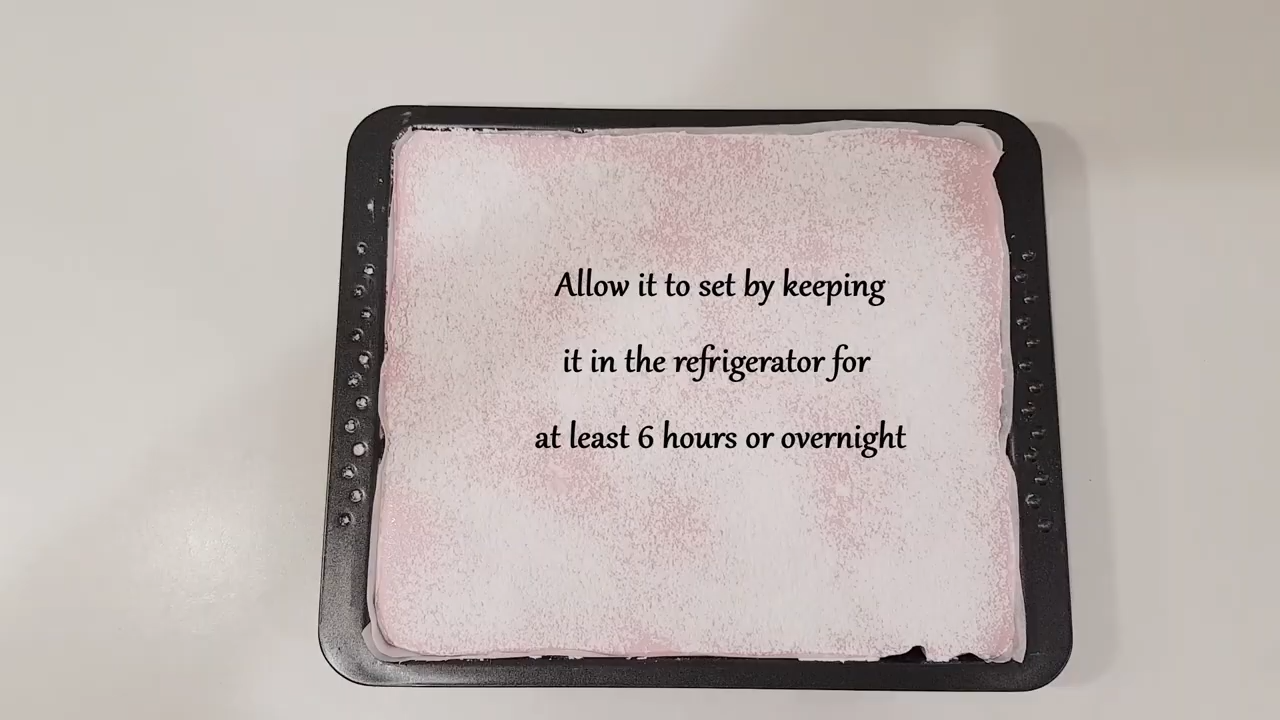 Allow it to set by keeping
it in the refrigerator for
at least 6 hours or overnight